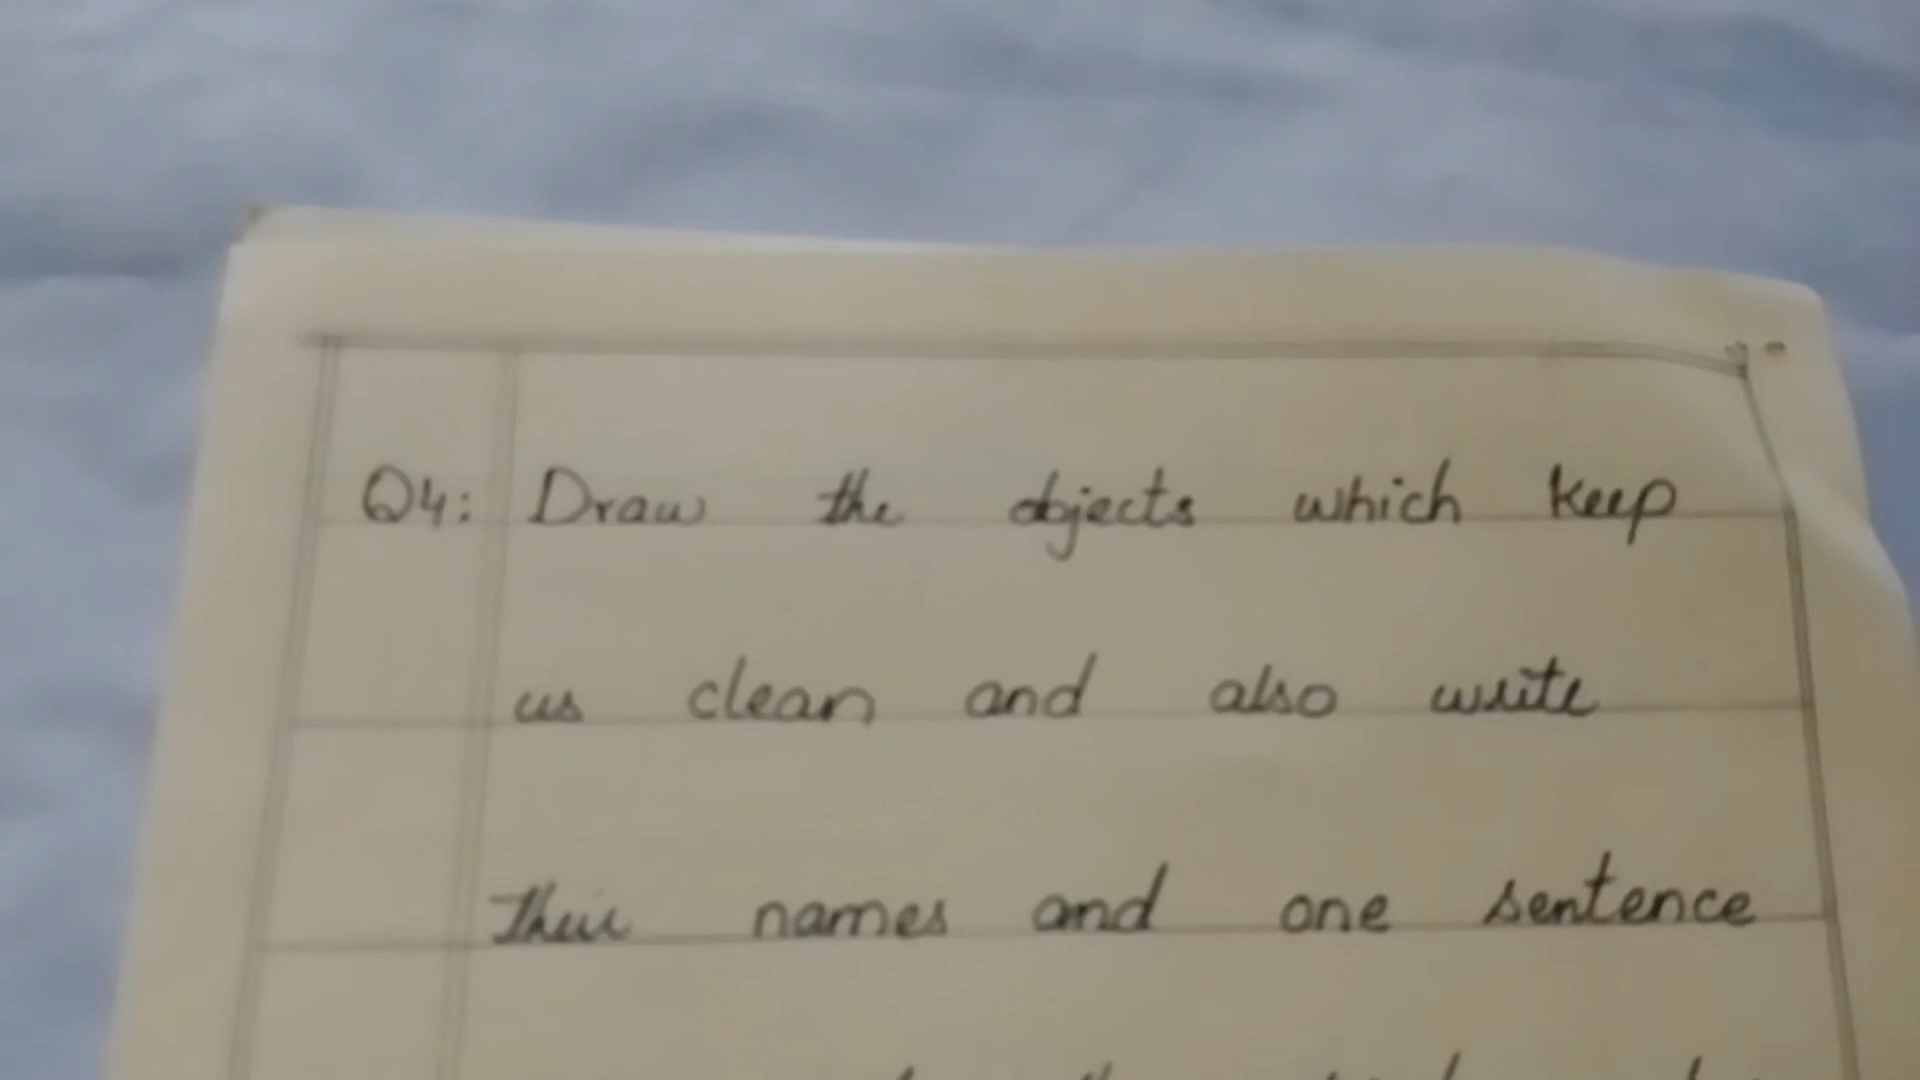 Q4: Draw the objects which keep
us clean and also write
Their names and one sentence